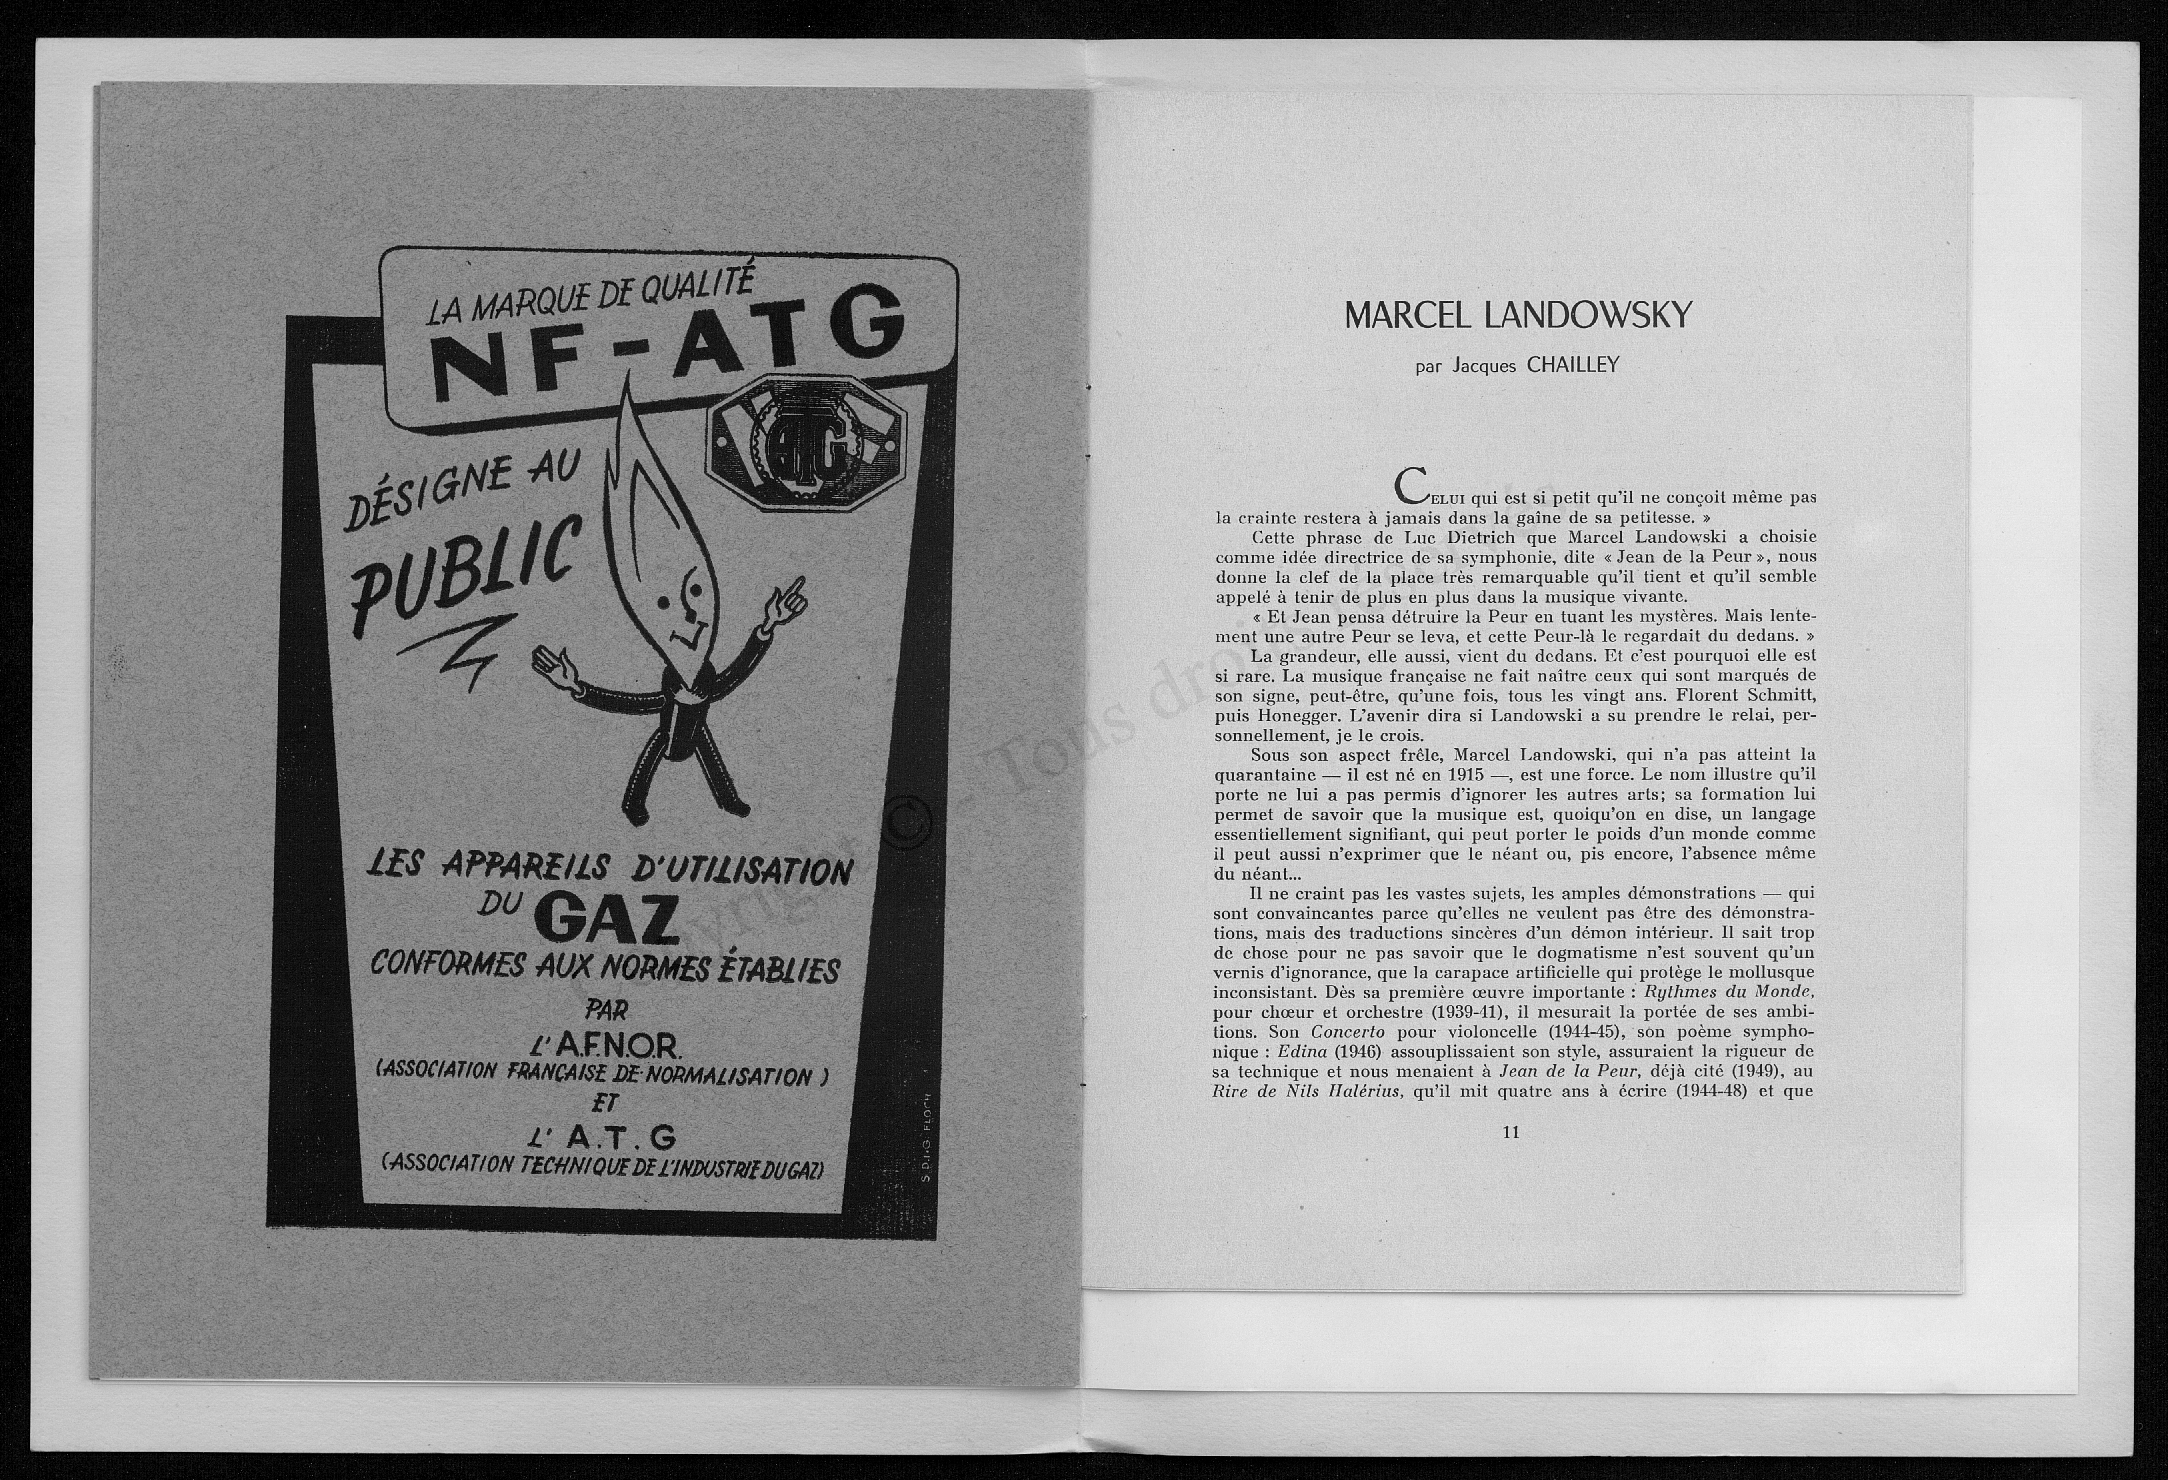 LA MARQUE DE QUALITÉ
NF-ATG
ATG
DÉSIGNE AU
PUBLIC
LES APPAREILS D'UTILISATION
DU GAZ
CONFORMES AUX NORMES ÉTABLIES
PAR
L'A.F.N.O.R.
(ASSOCIATION FRANÇAISE DE NORMALISATION)
ET
L' A.T.G
(ASSOCIATION TECHNIQUE DE L'INDUSTRIE DU GAZ)
S.D.I.G. FLOCH
MARCEL LANDOWSKY
par Jacques CHAILLEY
CELUI qui est si petit qu'il ne conçoit même pas
la crainte restera à jamais dans la gaîne de sa petitesse. »
Cette phrase de Luc Dietrich que Marcel Landowski a choisie
comme idée directrice de sa symphonie, dite « Jean de la Peur », nous
donne la clef de la place très remarquable qu'il tient et qu'il semble
appelé à tenir de plus en plus dans la musique vivante.
« Et Jean pensa détruire la Peur en tuant les mystères. Mais lente-
ment une autre Peur se leva, et cette Peur-là le regardait du dedans. »
La grandeur, elle aussi, vient du dedans. Et c'est pourquoi elle est
si rare. La musique française ne fait naître ceux qui sont marqués de
son signe, peut-être, qu'une fois, tous les vingt ans. Florent Schmitt,
puis Honegger. L'avenir dira si Landowski a su prendre le relai, per-
sonnellement, je le crois.
Sous son aspect frêle, Marcel Landowski, qui n'a pas atteint la
quarantaine — il est né en 1915 —, est une force. Le nom illustre qu'il
porte ne lui a pas permis d'ignorer les autres arts; sa formation lui
permet de savoir que la musique est, quoiqu'on en dise, un langage
essentiellement signifiant, qui peut porter le poids d'un monde comme
il peut aussi n'exprimer que le néant ou, pis encore, l'absence même
du néant...
Il ne craint pas les vastes sujets, les amples démonstrations — qui
sont convaincantes parce qu'elles ne veulent pas être des démonstra-
tions, mais des traductions sincères d'un démon intérieur. Il sait trop
de chose pour ne pas savoir que le dogmatisme n'est souvent qu'un
vernis d'ignorance, que la carapace artificielle qui protège le mollusque
inconsistant. Dès sa première œuvre importante : Rythmes du Monde,
pour chœur et orchestre (1939-41), il mesurait la portée de ses ambi-
tions. Son Concerto pour violoncelle (1944-45), son poème sympho-
nique : Edina (1946) assouplissaient son style, assuraient la rigueur de
sa technique et nous menaient à Jean de la Peur, déjà cité (1949), au
Rire de Nils Halérius, qu'il mit quatre ans à écrire (1944-48) et que
11
Copyright © - Tous droits réservés